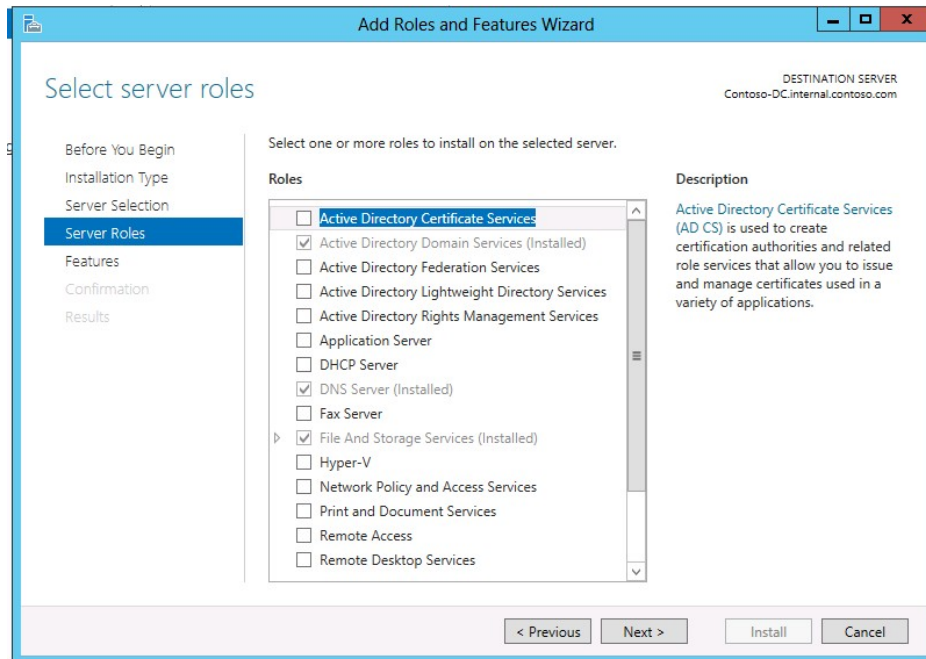 Add Roles and Features Wizard
Select server roles
DESTINATION SERVER
Contoso-DC.internal.contoso.com
Before You Begin
Installation Type
Server Selection
Server Roles
Features
Confirmation
Results
Select one or more roles to install on the selected server.
Roles
Active Directory Certificate Services
Active Directory Domain Services (Installed)
Active Directory Federation Services
Active Directory Lightweight Directory Services
Active Directory Rights Management Services
Application Server
DHCP Server
DNS Server (Installed)
Fax Server
File And Storage Services (Installed)
Hyper-V
Network Policy and Access Services
Print and Document Services
Remote Access
Remote Desktop Services
Description
Active Directory Certificate Services
(AD CS) is used to create
certification authorities and related
role services that allow you to issue
and manage certificates used in a
variety of applications.
< Previous
Next >
Install
Cancel